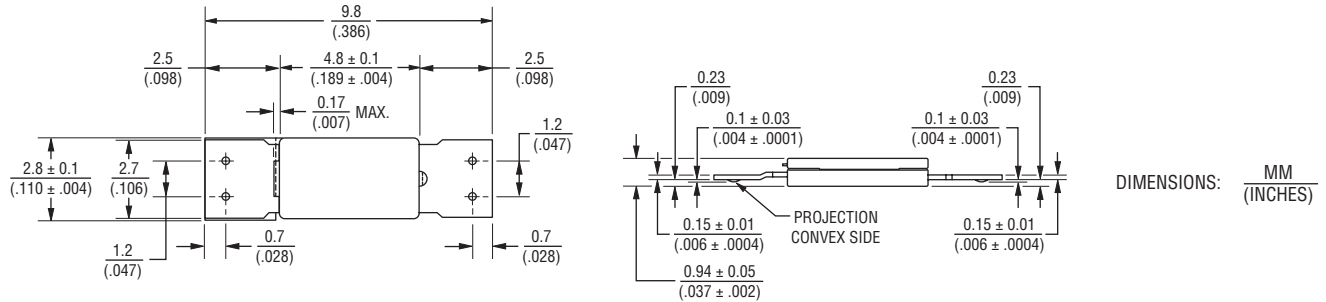 9.8
(.386)
2.5
(.098)
4.8 ± 0.1
(.189 ± .004)
2.5
(.098)
0.17
(.007)
MAX.
1.2
(.047)
2.8 ± 0.1
(.110 ± .004)
2.7
(.106)
1.2
(.047)
0.7
(.028)
0.7
(.028)
0.23
(.009)
0.23
(.009)
0.1 ± 0.03
(.004 ± .0001)
0.1 ± 0.03
(.004 ± .0001)
PROJECTION
CONVEX SIDE
0.15 ± 0.01
(.006 ± .0004)
0.15 ± 0.01
(.006 ± .0004)
0.94 ± 0.05
(.037 ± .002)
DIMENSIONS: MM
(INCHES)